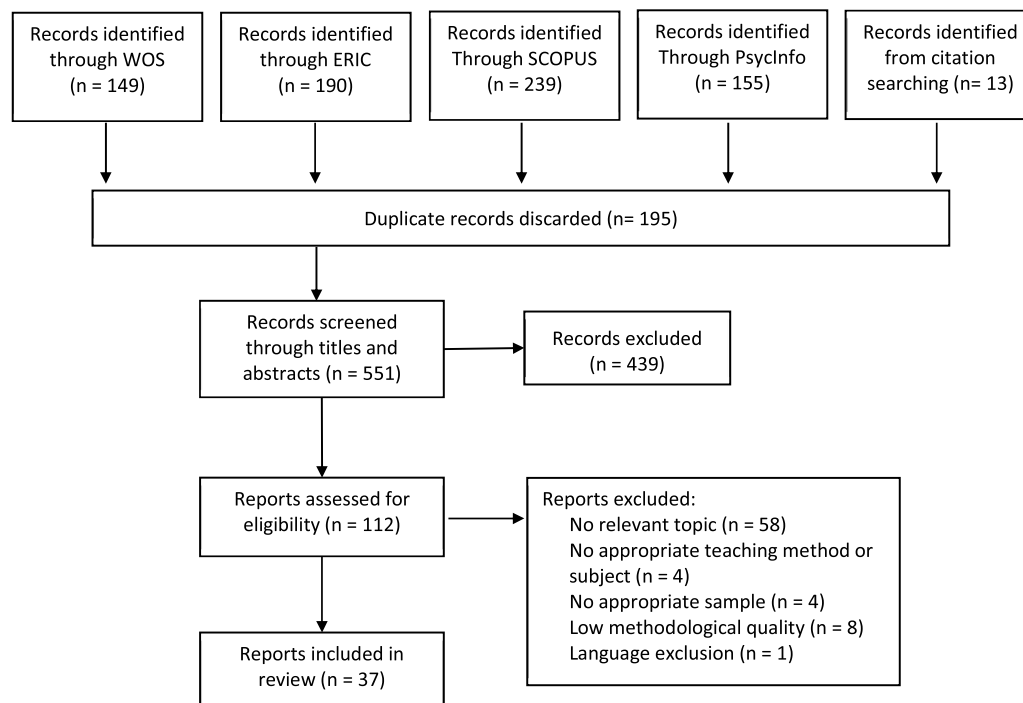 Records identified
through WOS
(n = 149)
Records identified
through ERIC
(n = 190)
Records identified
Through SCOPUS
(n = 239)
Records identified
Through PsycInfo
(n = 155)
Records identified
from citation
searching (n= 13)
Duplicate records discarded (n= 195)
Records screened
through titles and
abstracts (n = 551)
Records excluded
(n = 439)
Reports assessed for
eligibility (n = 112)
Reports excluded:
No relevant topic (n = 58)
No appropriate teaching method or
subject (n = 4)
No appropriate sample (n = 4)
Low methodological quality (n = 8)
Language exclusion (n = 1)
Reports included in
review (n = 37)